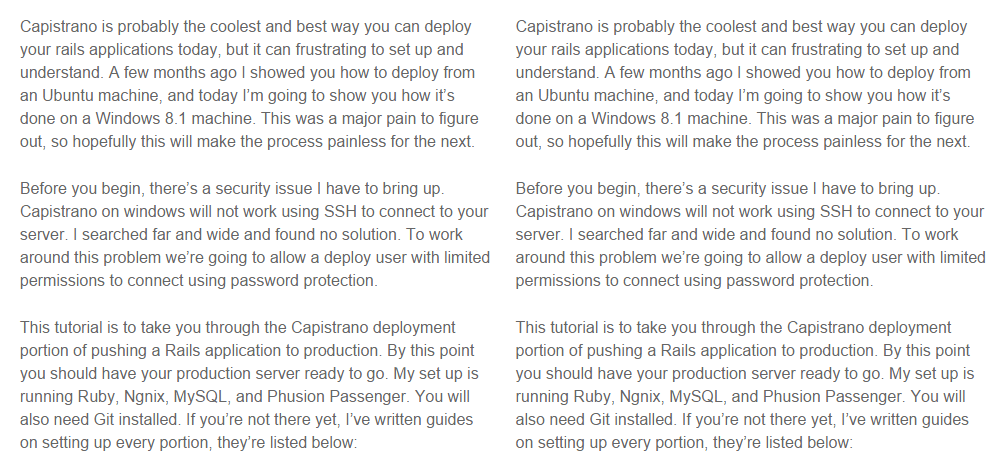 Capistrano is probably the coolest and best way you can deploy
your rails applications today, but it can frustrating to set up and
understand. A few months ago I showed you how to deploy from
an Ubuntu machine, and today I’m going to show you how it’s
done on a Windows 8.1 machine. This was a major pain to figure
out, so hopefully this will make the process painless for the next.
Before you begin, there’s a security issue I have to bring up.
Capistrano on windows will not work using SSH to connect to your
server. I searched far and wide and found no solution. To work
around this problem we’re going to allow a deploy user with limited
permissions to connect using password protection.
This tutorial is to take you through the Capistrano deployment
portion of pushing a Rails application to production. By this point
you should have your production server ready to go. My set up is
running Ruby, Ngnix, MySQL, and Phusion Passenger. You will
also need Git installed. If you’re not there yet, I’ve written guides
on setting up every portion, they’re listed below:
Capistrano is probably the coolest and best way you can deploy
your rails applications today, but it can frustrating to set up and
understand. A few months ago I showed you how to deploy from
an Ubuntu machine, and today I’m going to show you how it’s
done on a Windows 8.1 machine. This was a major pain to figure
out, so hopefully this will make the process painless for the next.
Before you begin, there’s a security issue I have to bring up.
Capistrano on windows will not work using SSH to connect to your
server. I searched far and wide and found no solution. To work
around this problem we’re going to allow a deploy user with limited
permissions to connect using password protection.
This tutorial is to take you through the Capistrano deployment
portion of pushing a Rails application to production. By this point
you should have your production server ready to go. My set up is
running Ruby, Ngnix, MySQL, and Phusion Passenger. You will
also need Git installed. If you’re not there yet, I’ve written guides
on setting up every portion, they’re listed below: